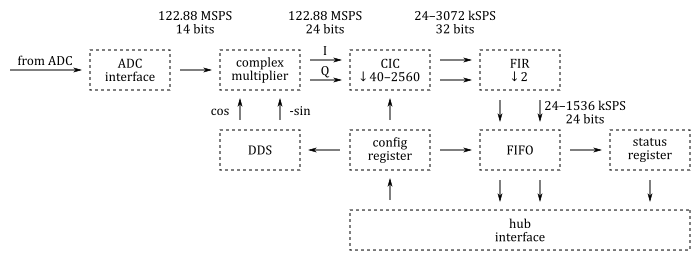 122.88 MSPS
14 bits
122.88 MSPS
24 bits
24–3072 kSPS
32 bits
from ADC
ADC
interface
complex
multiplier
I
Q
CIC
↓40–2560
FIR
↓2
cos
-sin
24–1536 kSPS
24 bits
DDS
config
register
FIFO
status
register
hub
interface